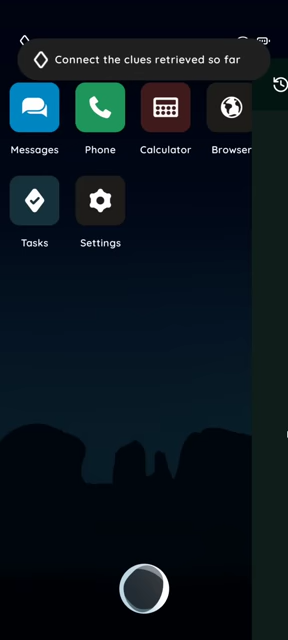 Connect the clues retrieved so far
Messages
Phone
Calculator
Browser
Tasks
Settings